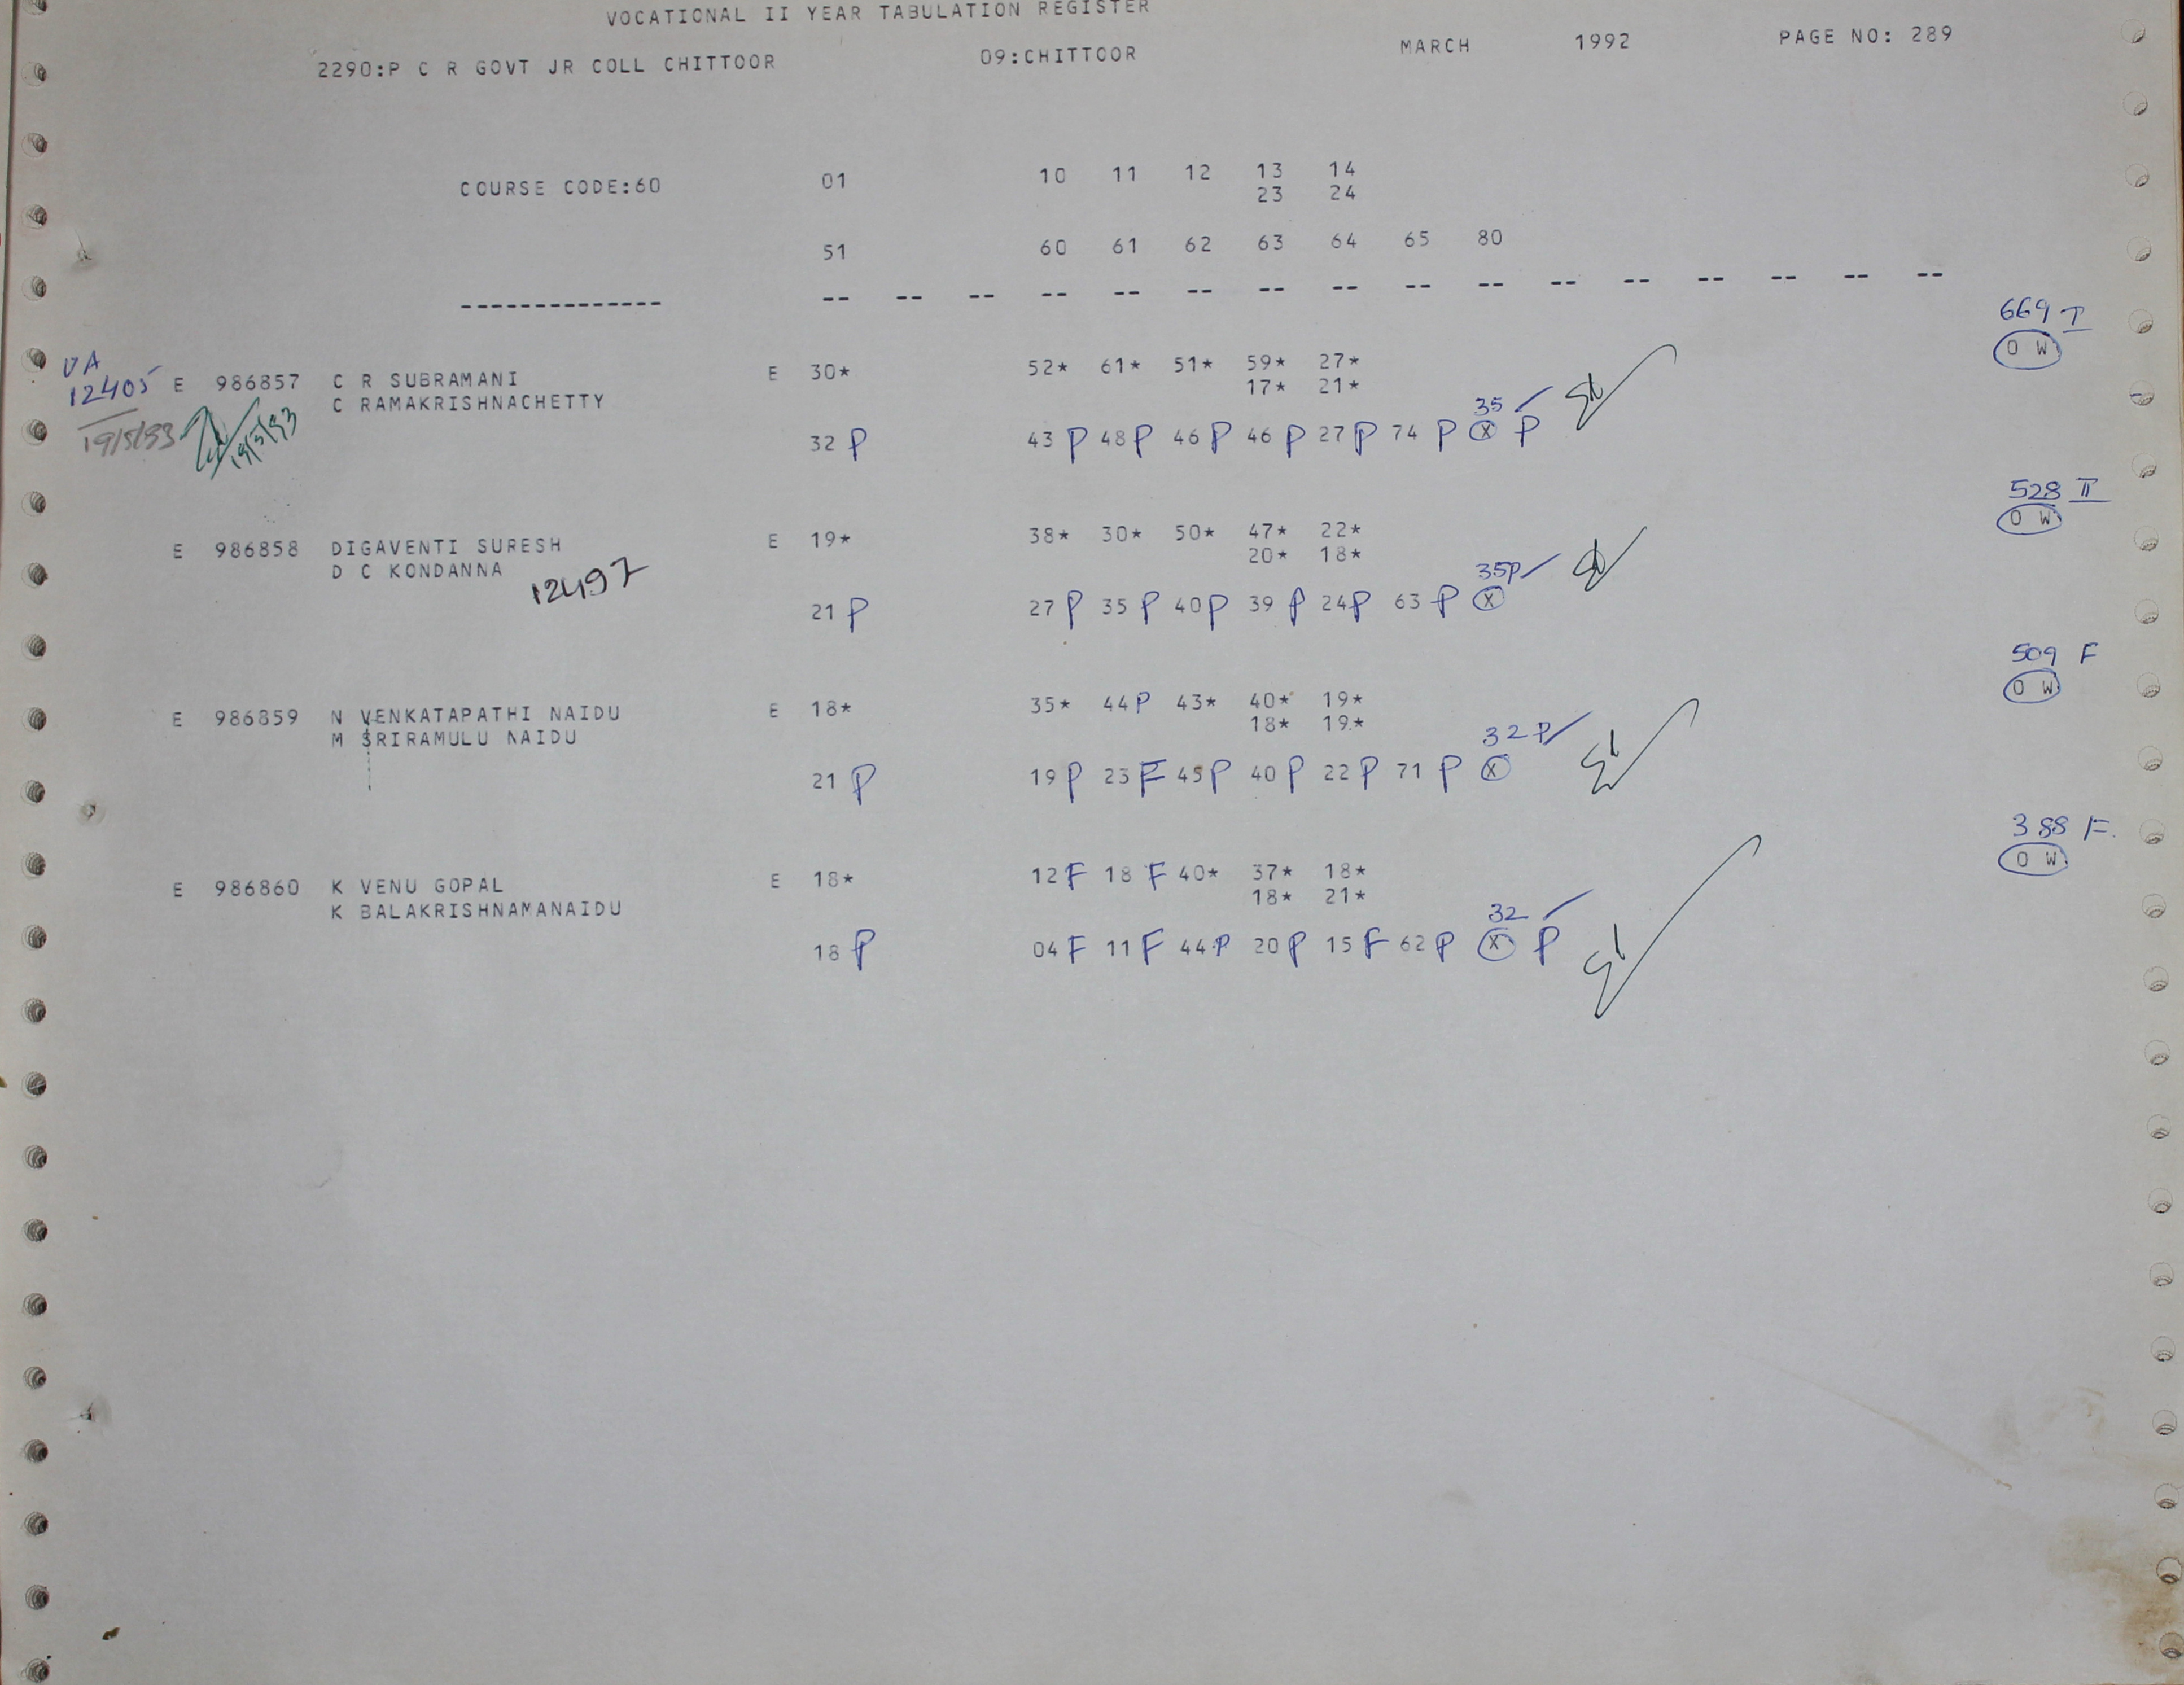 VOCATIONAL II YEAR TABULATION REGISTER
2290:P C R GOVT JR COLL CHITTOOR 09:CHITTOOR MARCH 1992 PAGE NO: 289
COURSE CODE:60 01 10 11 12 13 14
23 24
51 60 61 62 63 64 65 80
-------------- -- -- -- -- -- -- -- -- -- -- -- -- -- -- -- --
669 I
VA
12405 E 986857 C R SUBRAMANI E 30* 52* 61* 51* 59* 27* O W
C RAMAKRISHNACHETTY 17* 21*
19/5/93 19/5/93 35
32 P 43 P 48 P 46 P 46 P 27 P 74 P X P
528 II
E 986858 DIGAVENTI SURESH E 19* 38* 30* 50* 47* 22* O W
D C KONDANNA 20* 18*
12497 35P
21 P 27 P 35 P 40 P 39 P 24 P 63 P X
509 F
E 986859 N VENKATAPATHI NAIDU E 18* 35* 44 P 43* 40* 19* O W
M SRIRAMULU NAIDU 18* 19*
32 P
21 P 19 P 23 F 45 P 40 P 22 P 71 P X
388 F.
E 986860 K VENU GOPAL E 18* 12 F 18 F 40* 37* 18* O W
K BALAKRISHNAMANAIDU 18* 21*
32
18 P 04 F 11 F 44 P 20 P 15 F 62 P X P